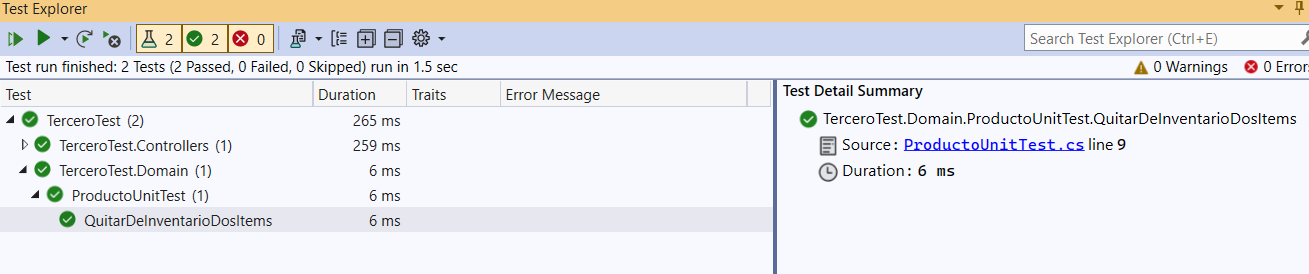 Test Explorer
2 2 0
Search Test Explorer (Ctrl+E)
Test run finished: 2 Tests (2 Passed, 0 Failed, 0 Skipped) run in 1.5 sec
0 Warnings 0 Errors
Test Duration Traits Error Message
TerceroTest (2) 265 ms
TerceroTest.Controllers (1) 259 ms
TerceroTest.Domain (1) 6 ms
ProductoUnitTest (1) 6 ms
QuitarDeInventarioDosItems 6 ms
Test Detail Summary
TerceroTest.Domain.ProductoUnitTest.QuitarDeInventarioDosItems
Source: ProductoUnitTest.cs line 9
Duration: 6 ms